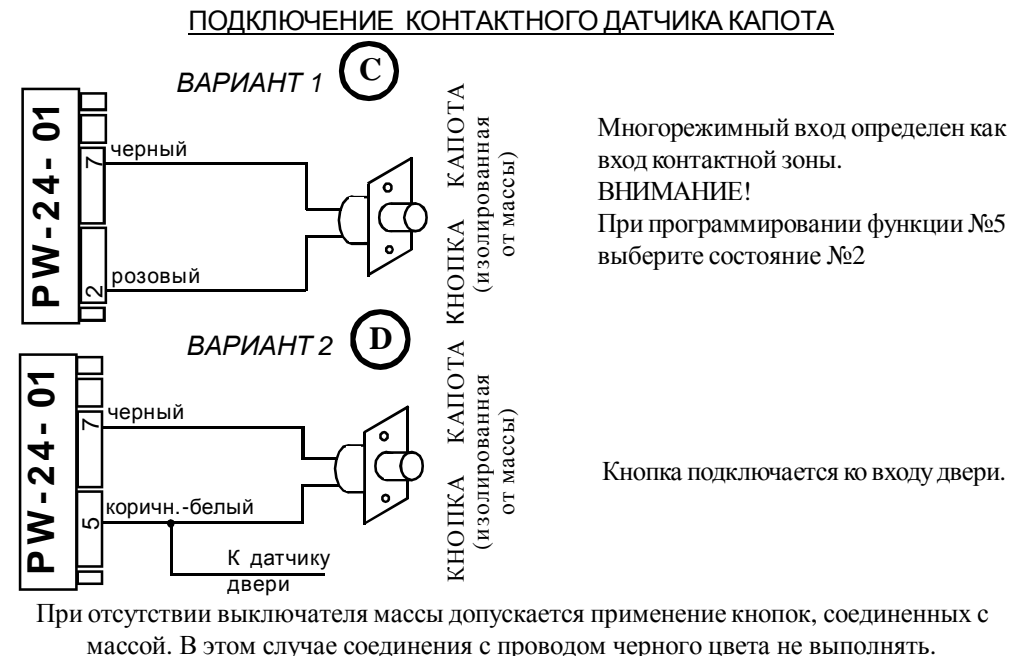 ПОДКЛЮЧЕНИЕ КОНТАКТНОГО ДАТЧИКА КАПОТА
ВАРИАНТ 1
C
PW-24- 01
7
черный
2
розовый
КНОПКА КАПОТА
(изолированная
от массы)
Многорежимный вход определен как
вход контактной зоны.
ВНИМАНИЕ!
При программировании функции №5
выберите состояние №2
ВАРИАНТ 2
D
PW-24- 01
7
черный
5
коричн.-белый
К датчику
двери
КНОПКА КАПОТА
(изолированная
от массы)
Кнопка подключается ко входу двери.
При отсутствии выключателя массы допускается применение кнопок, соединенных с
массой. В этом случае соединения с проводом черного цвета не выполнять.